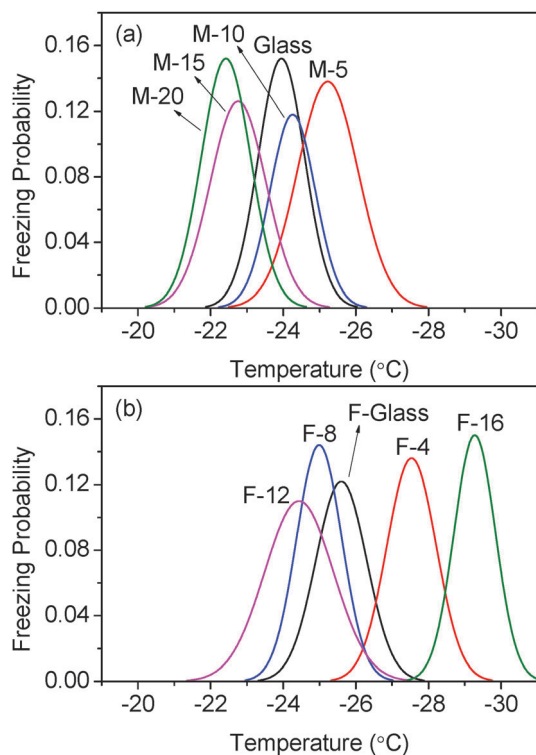 (a)
M-10
Glass
M-15
M-5
M-20
Freezing Probability
0.16
0.12
0.08
0.04
0.00
-20 -22 -24 -26 -28 -30
Temperature (°C)
(b)
F-Glass
F-8
F-16
F-4
F-12
Freezing Probability
0.16
0.12
0.08
0.04
0.00
-20 -22 -24 -26 -28 -30
Temperature (°C)